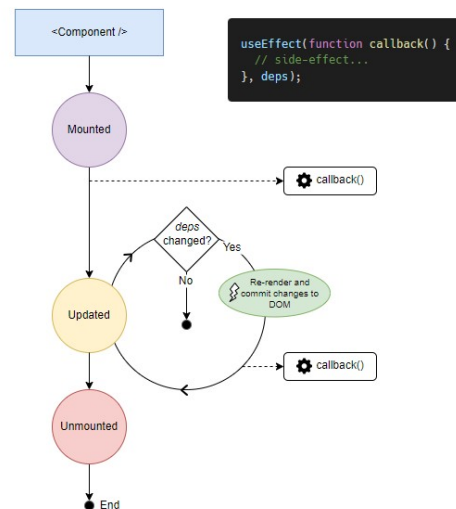 <Component />
useEffect(function callback() {
// side-effect...
}, deps);
Mounted
callback()
deps
changed?
Yes
No
Re-render and
commit changes to
DOM
Updated
callback()
Unmounted
End